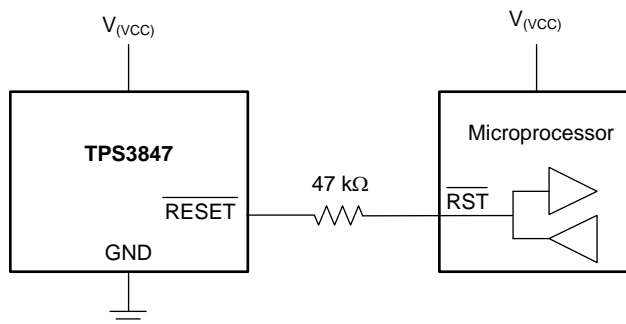 V(VCC)
V(VCC)
TPS3847
Microprocessor
47 kΩ
RESET
RST
GND